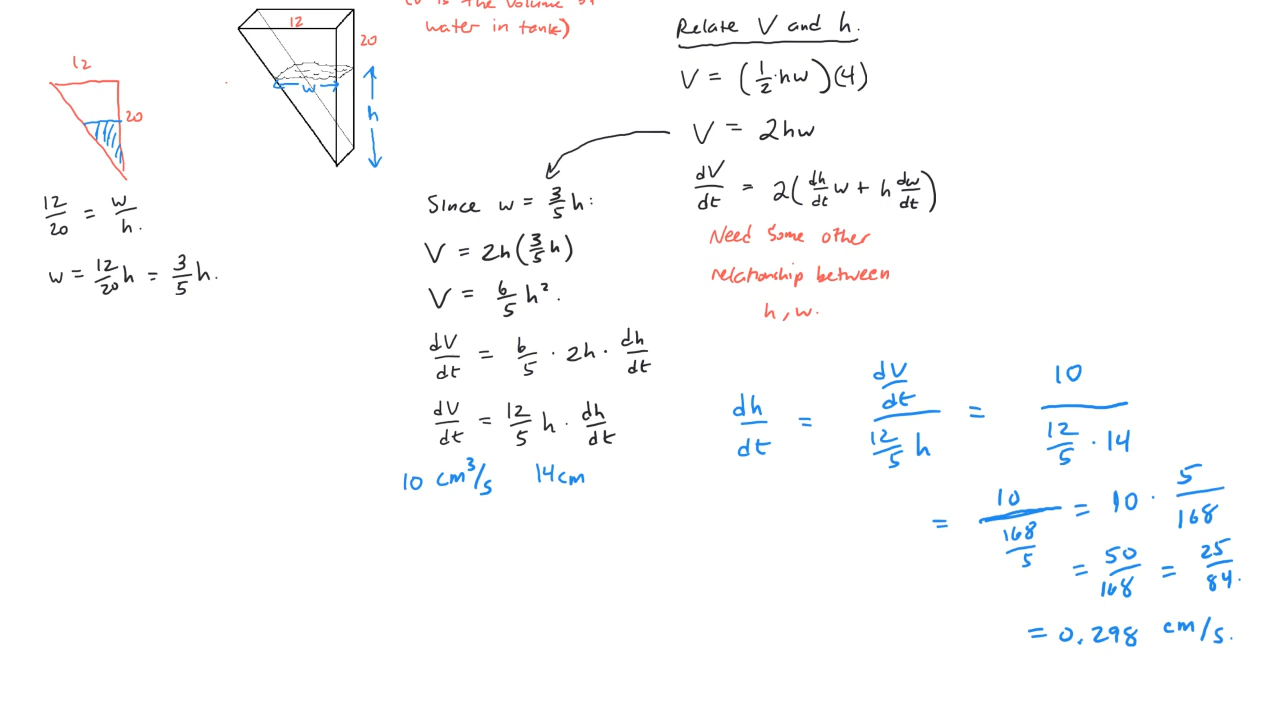 (V is the volume of
water in tank)
12
20
w
h
12
20
12/20 = w/h.
w = 12/20 h = 3/5 h.
Relate V and h.
V = (1/2 · hw)(4)
V = 2hw
dV/dt = 2(dh/dt w + h dw/dt)
Need some other
relationship between
h, w.
Since w = 3/5 h:
V = 2h(3/5 h)
V = 6/5 h².
dV/dt = 6/5 · 2h · dh/dt
dV/dt = 12/5 h · dh/dt
10 cm³/s 14cm
dh/dt = (dV/dt)/(12/5 h) = 10/(12/5 · 14)
= 10/(168/5) = 10 · 5/168
= 50/168 = 25/84.
= 0.298 cm/s.